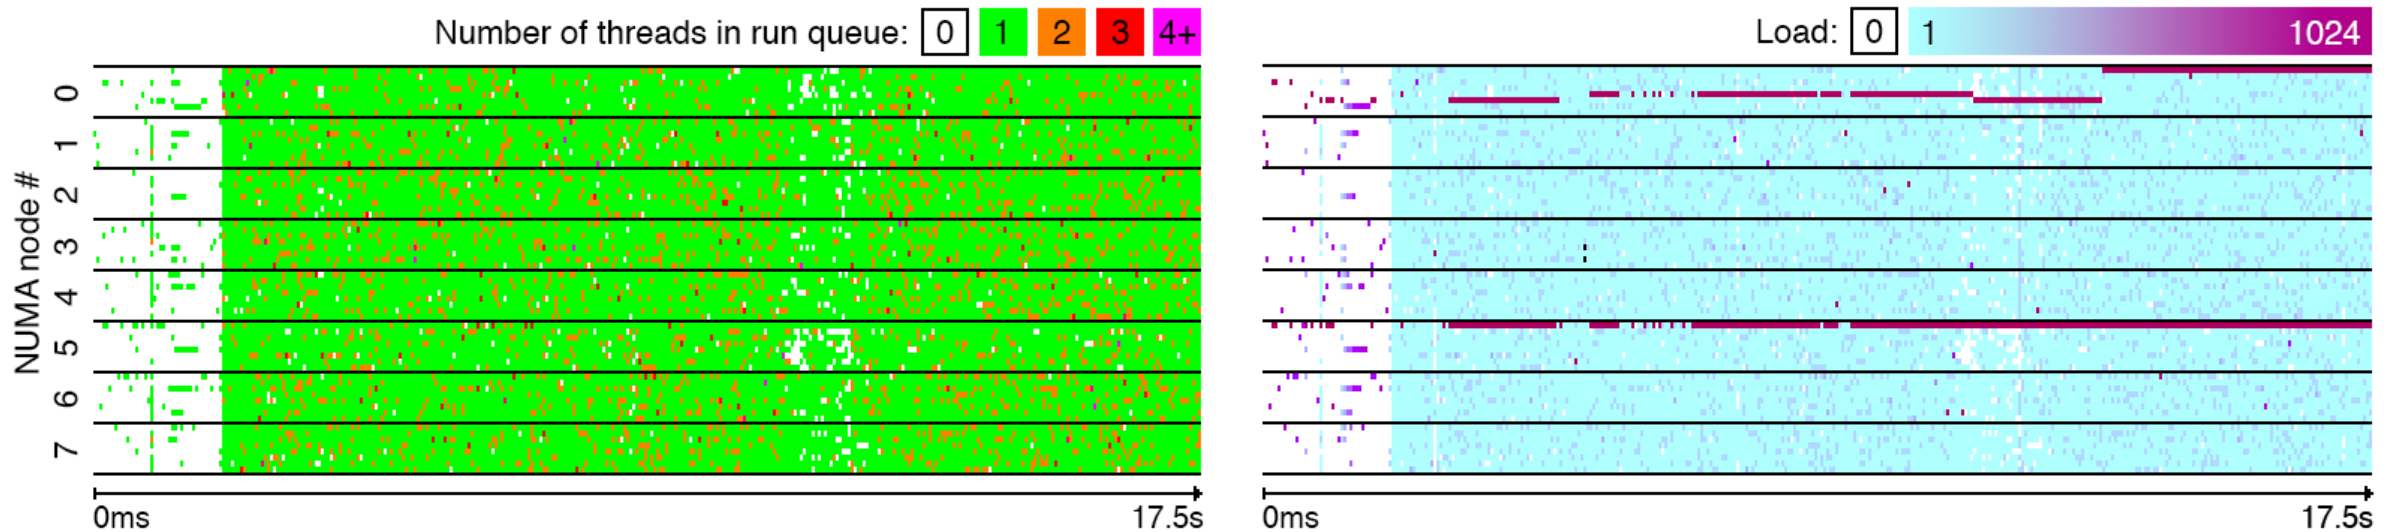 Number of threads in run queue: 0 1 2 3 4+
Load: 0 1 1024
NUMA node #
0
1
2
3
4
5
6
7
0ms 17.5s
0ms 17.5s